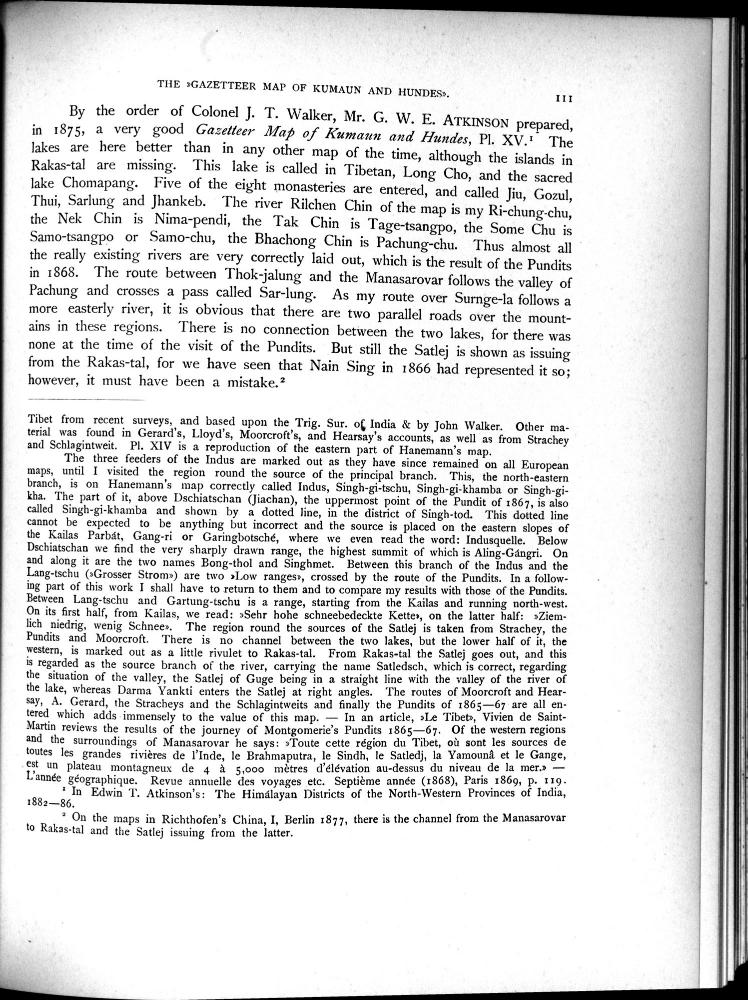 THE »GAZETTEER MAP OF KUMAUN AND HUNDES».
III
By the order of Colonel J. T. Walker, Mr. G. W. E. ATKINSON prepared,
in 1875, a very good Gazetteer Map of Kumaun and Hundes, Pl. XV.¹ The
lakes are here better than in any other map of the time, although the islands in
Rakas-tal are missing. This lake is called in Tibetan, Long Cho, and the sacred
lake Chomapang. Five of the eight monasteries are entered, and called Jiu, Gozul,
Thui, Sarlung and Jhankeb. The river Rilchen Chin of the map is my Ri-chung-chu,
the Nek Chin is Nima-pendi, the Tak Chin is Tage-tsangpo, the Some Chu is
Samo-tsangpo or Samo-chu, the Bhachong Chin is Pachung-chu. Thus almost all
the really existing rivers are very correctly laid out, which is the result of the Pundits
in 1868. The route between Thok-jalung and the Manasarovar follows the valley of
Pachung and crosses a pass called Sar-lung. As my route over Surnge-la follows a
more easterly river, it is obvious that there are two parallel roads over the mount-
ains in these regions. There is no connection between the two lakes, for there was
none at the time of the visit of the Pundits. But still the Satlej is shown as issuing
from the Rakas-tal, for we have seen that Nain Sing in 1866 had represented it so;
however, it must have been a mistake.²
Tibet from recent surveys, and based upon the Trig. Sur. of India & by John Walker. Other ma-
terial was found in Gerard's, Lloyd's, Moorcroft's, and Hearsay's accounts, as well as from Strachey
and Schlagintweit. Pl. XIV is a reproduction of the eastern part of Hanemann's map.
The three feeders of the Indus are marked out as they have since remained on all European
maps, until I visited the region round the source of the principal branch. This, the north-eastern
branch, is on Hanemann's map correctly called Indus, Singh-gi-tschu, Singh-gi-khamba or Singh-gi-
kha. The part of it, above Dschiatschan (Jiachan), the uppermost point of the Pundit of 1867, is also
called Singh-gi-khamba and shown by a dotted line, in the district of Singh-tod. This dotted line
cannot be expected to be anything but incorrect and the source is placed on the eastern slopes of
the Kailas Parbát, Gang-ri or Garingbotsché, where we even read the word: Indusquelle. Below
Dschiatschan we find the very sharply drawn range, the highest summit of which is Aling-Gángri. On
and along it are the two names Bong-thol and Singhmet. Between this branch of the Indus and the
Lang-tschu (»Grosser Strom») are two »Low ranges», crossed by the route of the Pundits. In a follow-
ing part of this work I shall have to return to them and to compare my results with those of the Pundits.
Between Lang-tschu and Gartung-tschu is a range, starting from the Kailas and running north-west.
On its first half, from Kailas, we read: »Sehr hohe schneebedeckte Kette», on the latter half: »Ziem-
lich niedrig, wenig Schnee». The region round the sources of the Satlej is taken from Strachey, the
Pundits and Moorcroft. There is no channel between the two lakes, but the lower half of it, the
western, is marked out as a little rivulet to Rakas-tal. From Rakas-tal the Satlej goes out, and this
is regarded as the source branch of the river, carrying the name Satledsch, which is correct, regarding
the situation of the valley, the Satlej of Guge being in a straight line with the valley of the river of
the lake, whereas Darma Yankti enters the Satlej at right angles. The routes of Moorcroft and Hear-
say, A. Gerard, the Stracheys and the Schlagintweits and finally the Pundits of 1865—67 are all en-
tered which adds immensely to the value of this map. — In an article, »Le Tibet», Vivien de Saint-
Martin reviews the results of the journey of Montgomerie's Pundits 1865—67. Of the western regions
and the surroundings of Manasarovar he says: »Toute cette région du Tibet, où sont les sources de
toutes les grandes rivières de l'Inde, le Brahmaputra, le Sindh, le Satledj, la Yamounâ et le Gange,
est un plateau montagneux de 4 à 5,000 mètres d'élévation au-dessus du niveau de la mer.» —
L'année géographique. Revue annuelle des voyages etc. Septième année (1868), Paris 1869, p. 119.
¹ In Edwin T. Atkinson's: The Himálayan Districts of the North-Western Provinces of India,
1882—86.
² On the maps in Richthofen's China, I, Berlin 1877, there is the channel from the Manasarovar
to Rakas-tal and the Satlej issuing from the latter.